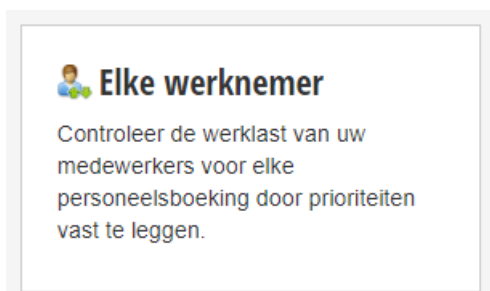 Elke werknemer
Controleer de werklast van uw
medewerkers voor elke
personeelsboeking door prioriteiten
vast te leggen.